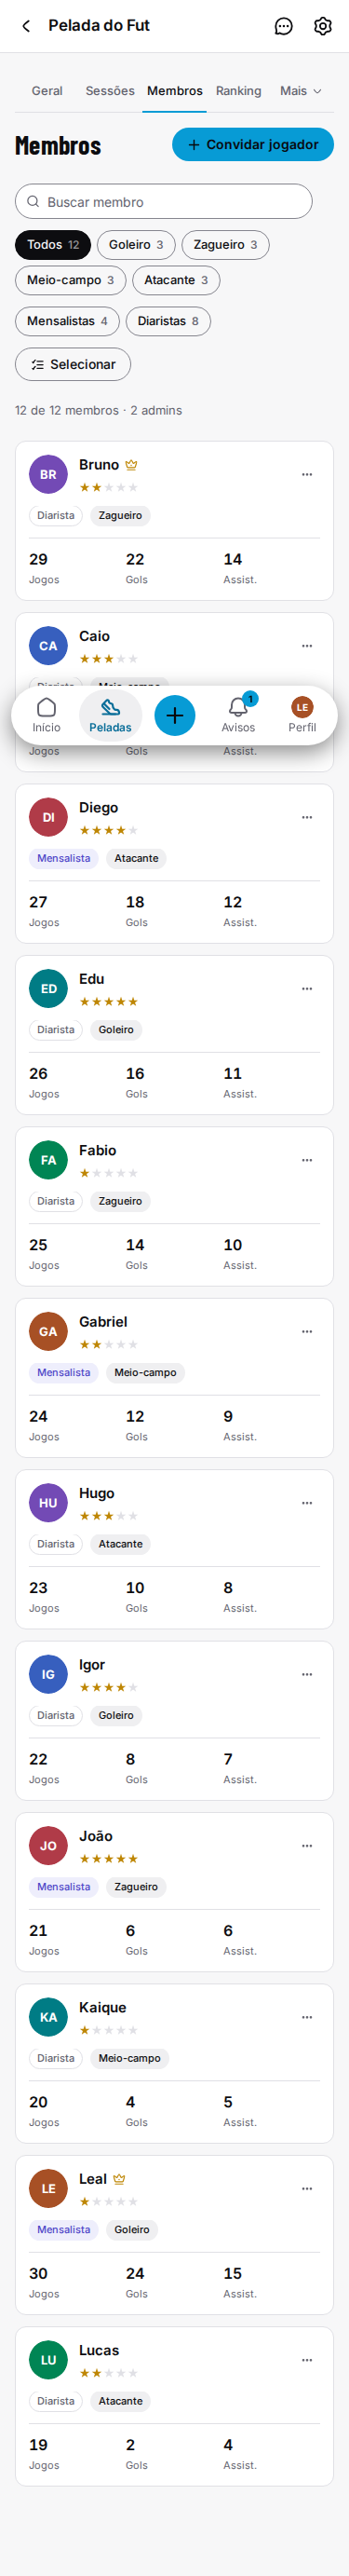 Pelada do Fut
Geral Sessões Membros Ranking Mais
Membros
+ Convidar jogador
Buscar membro
Todos 12 Goleiro 3 Zagueiro 3
Meio-campo 3 Atacante 3
Mensalistas 4 Diaristas 8
Selecionar
12 de 12 membros · 2 admins
BR Bruno
Diarista Zagueiro
29 22 14
Jogos Gols Assist.
CA Caio
Início Peladas Avisos 1 LE Perfil
Jogos Gols Assist.
DI Diego
Mensalista Atacante
27 18 12
Jogos Gols Assist.
ED Edu
Diarista Goleiro
26 16 11
Jogos Gols Assist.
FA Fabio
Diarista Zagueiro
25 14 10
Jogos Gols Assist.
GA Gabriel
Mensalista Meio-campo
24 12 9
Jogos Gols Assist.
HU Hugo
Diarista Atacante
23 10 8
Jogos Gols Assist.
IG Igor
Diarista Goleiro
22 8 7
Jogos Gols Assist.
JO João
Mensalista Zagueiro
21 6 6
Jogos Gols Assist.
KA Kaique
Diarista Meio-campo
20 4 5
Jogos Gols Assist.
LE Leal
Mensalista Goleiro
30 24 15
Jogos Gols Assist.
LU Lucas
Diarista Atacante
19 2 4
Jogos Gols Assist.